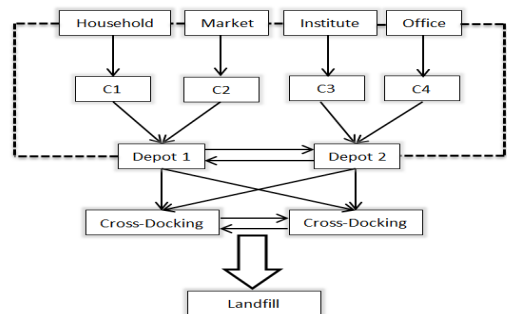 Household Market Institute Office
C1 C2 C3 C4
Depot 1 Depot 2
Cross-Docking Cross-Docking
Landfill